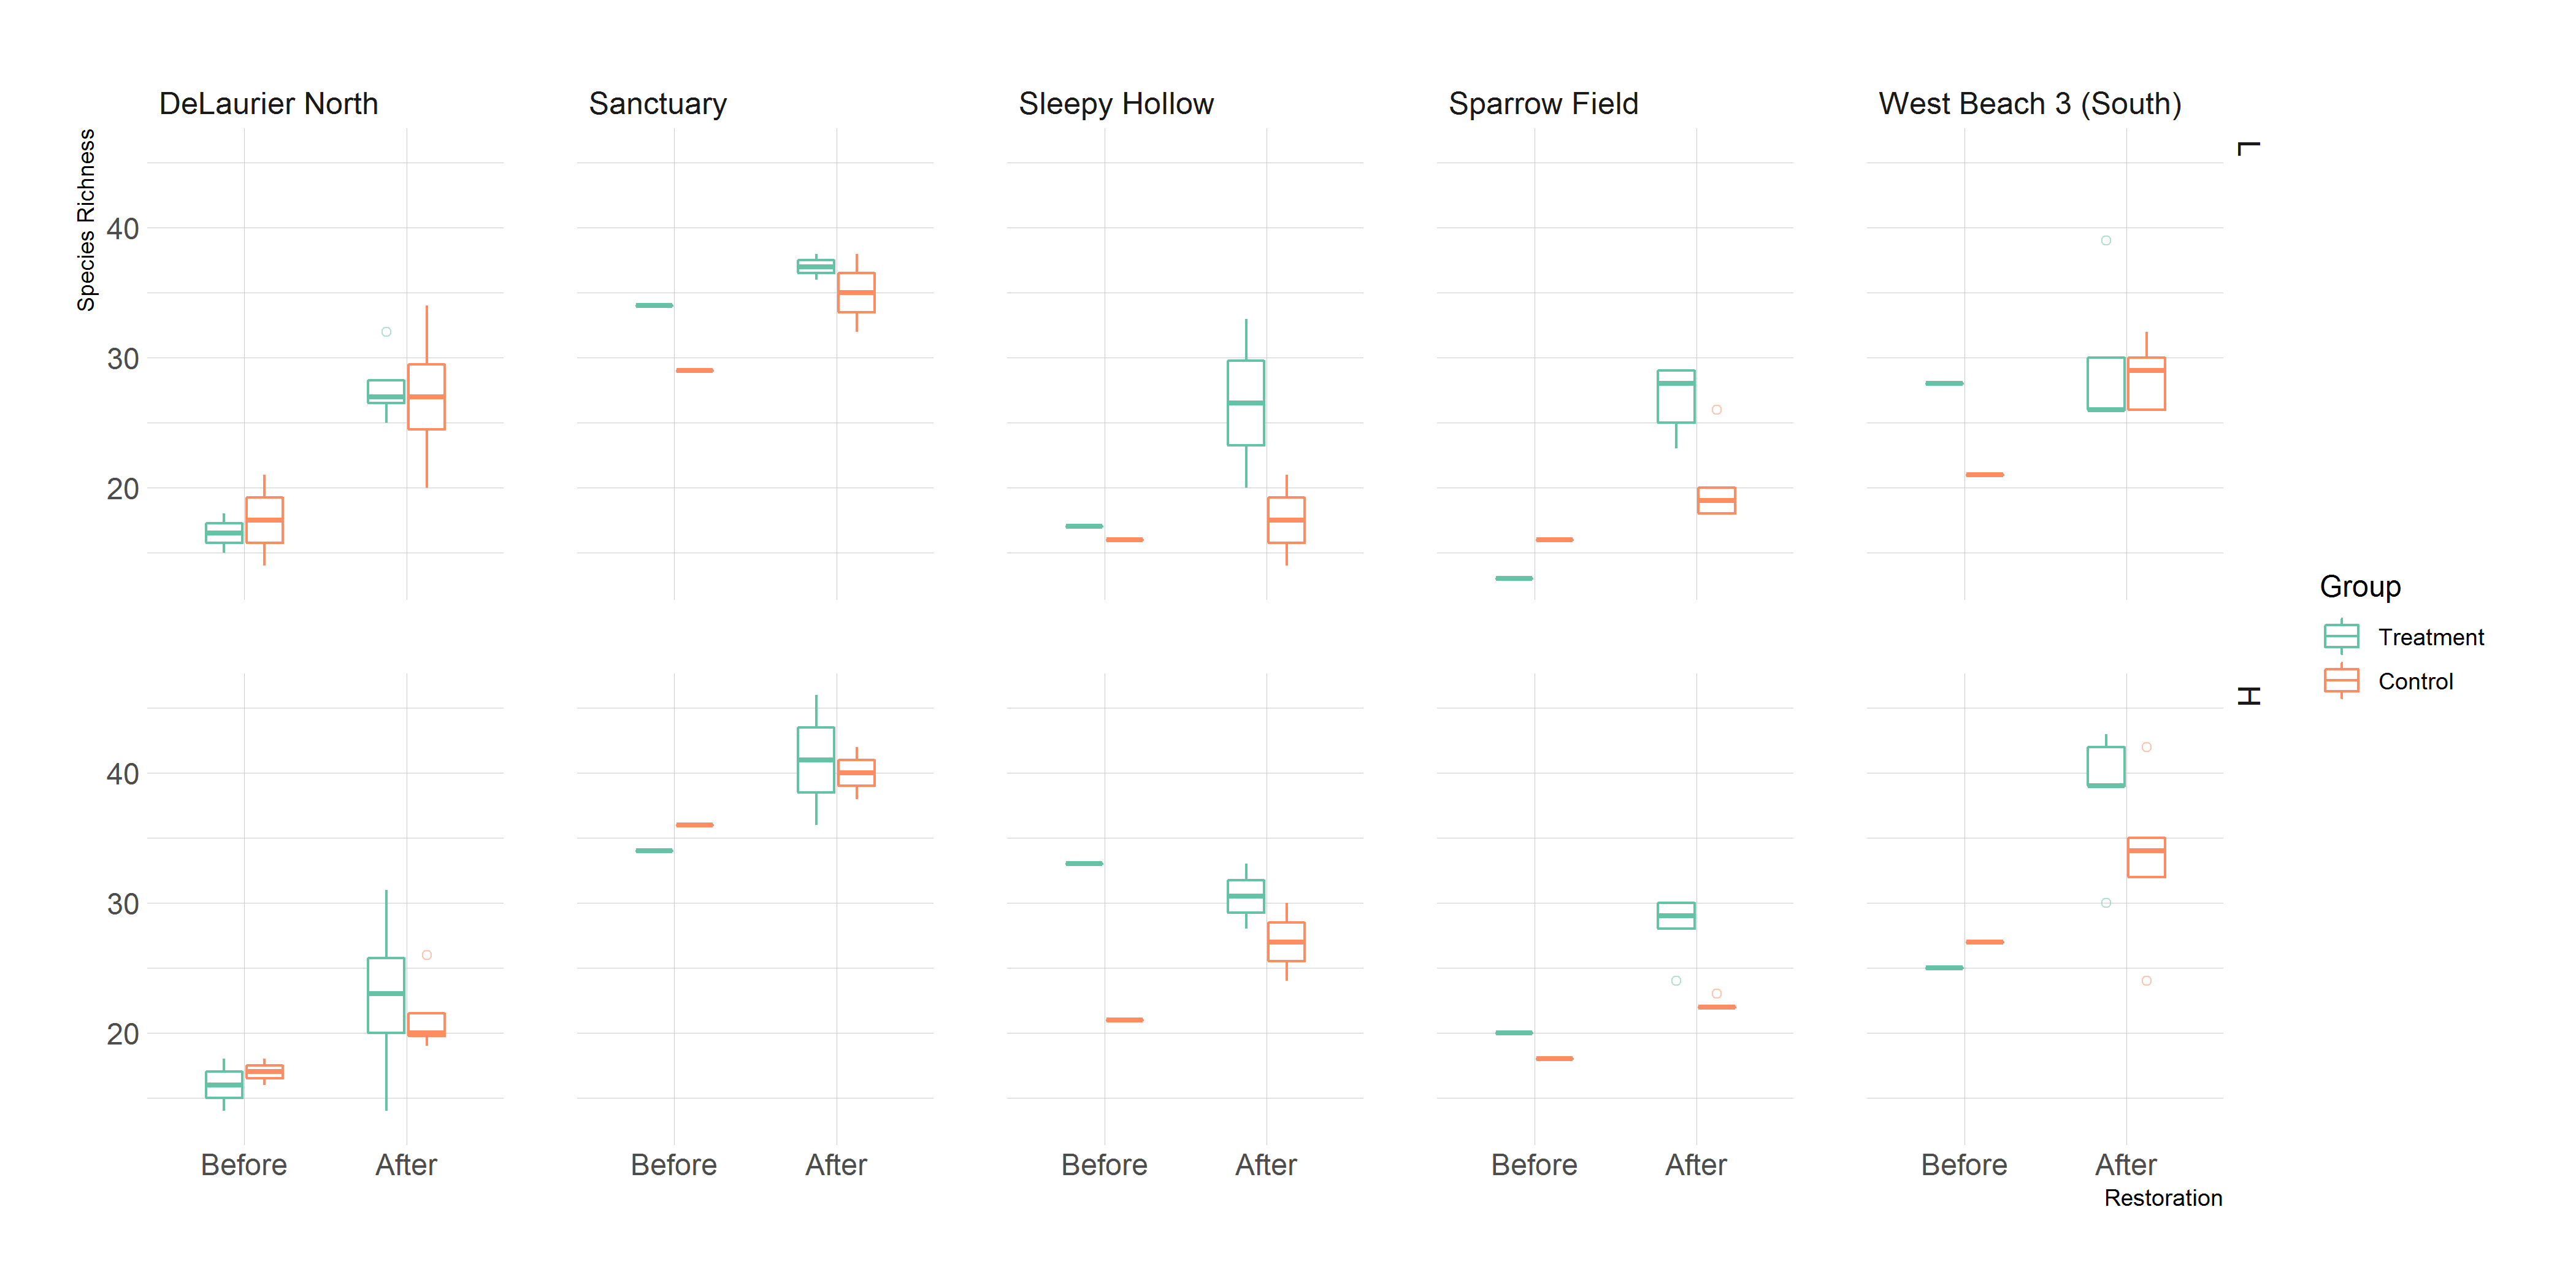 DeLaurier North
Sanctuary
Sleepy Hollow
Sparrow Field
West Beach 3 (South)
Species Richness
L
40
30
20
H
40
30
20
Before
After
Before
After
Before
After
Before
After
Before
After
Restoration
Group
Treatment
Control